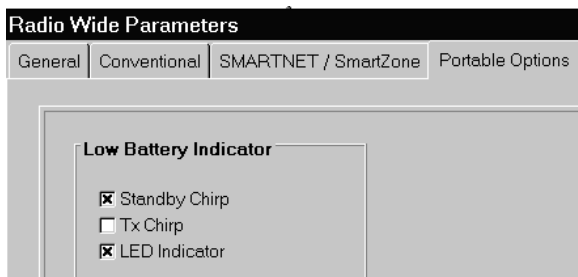 Radio Wide Parameters
General Conventional SMARTNET / SmartZone Portable Options
Low Battery Indicator
Standby Chirp
Tx Chirp
LED Indicator